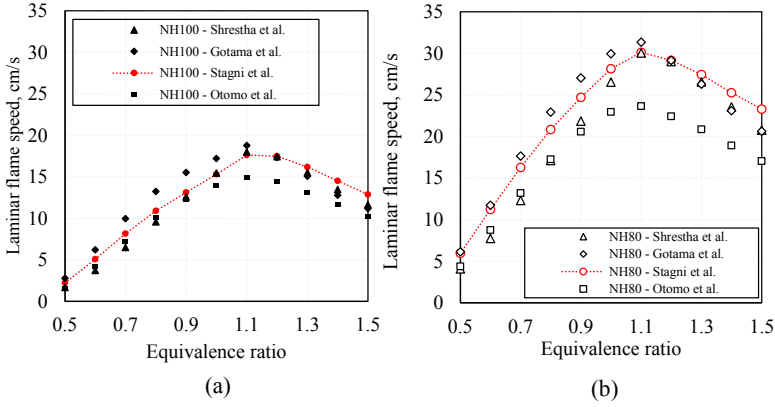 35
30
25
20
15
10
5
0
Laminar flame speed, cm/s
NH100 - Shrestha et al.
NH100 - Gotama et al.
NH100 - Stagni et al.
NH100 - Otomo et al.
0.5 0.7 0.9 1.1 1.3 1.5
Equivalence ratio
(a)
35
30
25
20
15
10
5
0
Laminar flame speed, cm/s
NH80 - Shrestha et al.
NH80 - Gotama et al.
NH80 - Stagni et al.
NH80 - Otomo et al.
0.5 0.7 0.9 1.1 1.3 1.5
Equivalence ratio
(b)